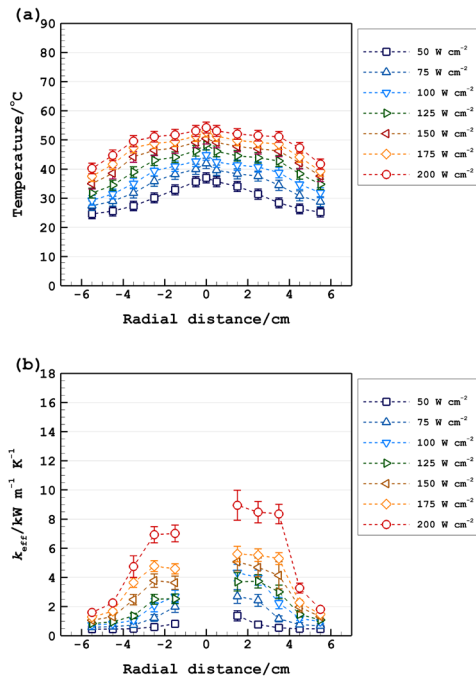 (a)
90
80
70
60
50
40
30
20
10
0
Temperature/°C
-6 -4 -2 0 2 4 6
Radial distance/cm
50 W cm⁻²
75 W cm⁻²
100 W cm⁻²
125 W cm⁻²
150 W cm⁻²
175 W cm⁻²
200 W cm⁻²
(b)
18
16
14
12
10
8
6
4
2
0
k_eff/kW m⁻¹ K⁻¹
-6 -4 -2 0 2 4 6
Radial distance/cm
50 W cm⁻²
75 W cm⁻²
100 W cm⁻²
125 W cm⁻²
150 W cm⁻²
175 W cm⁻²
200 W cm⁻²